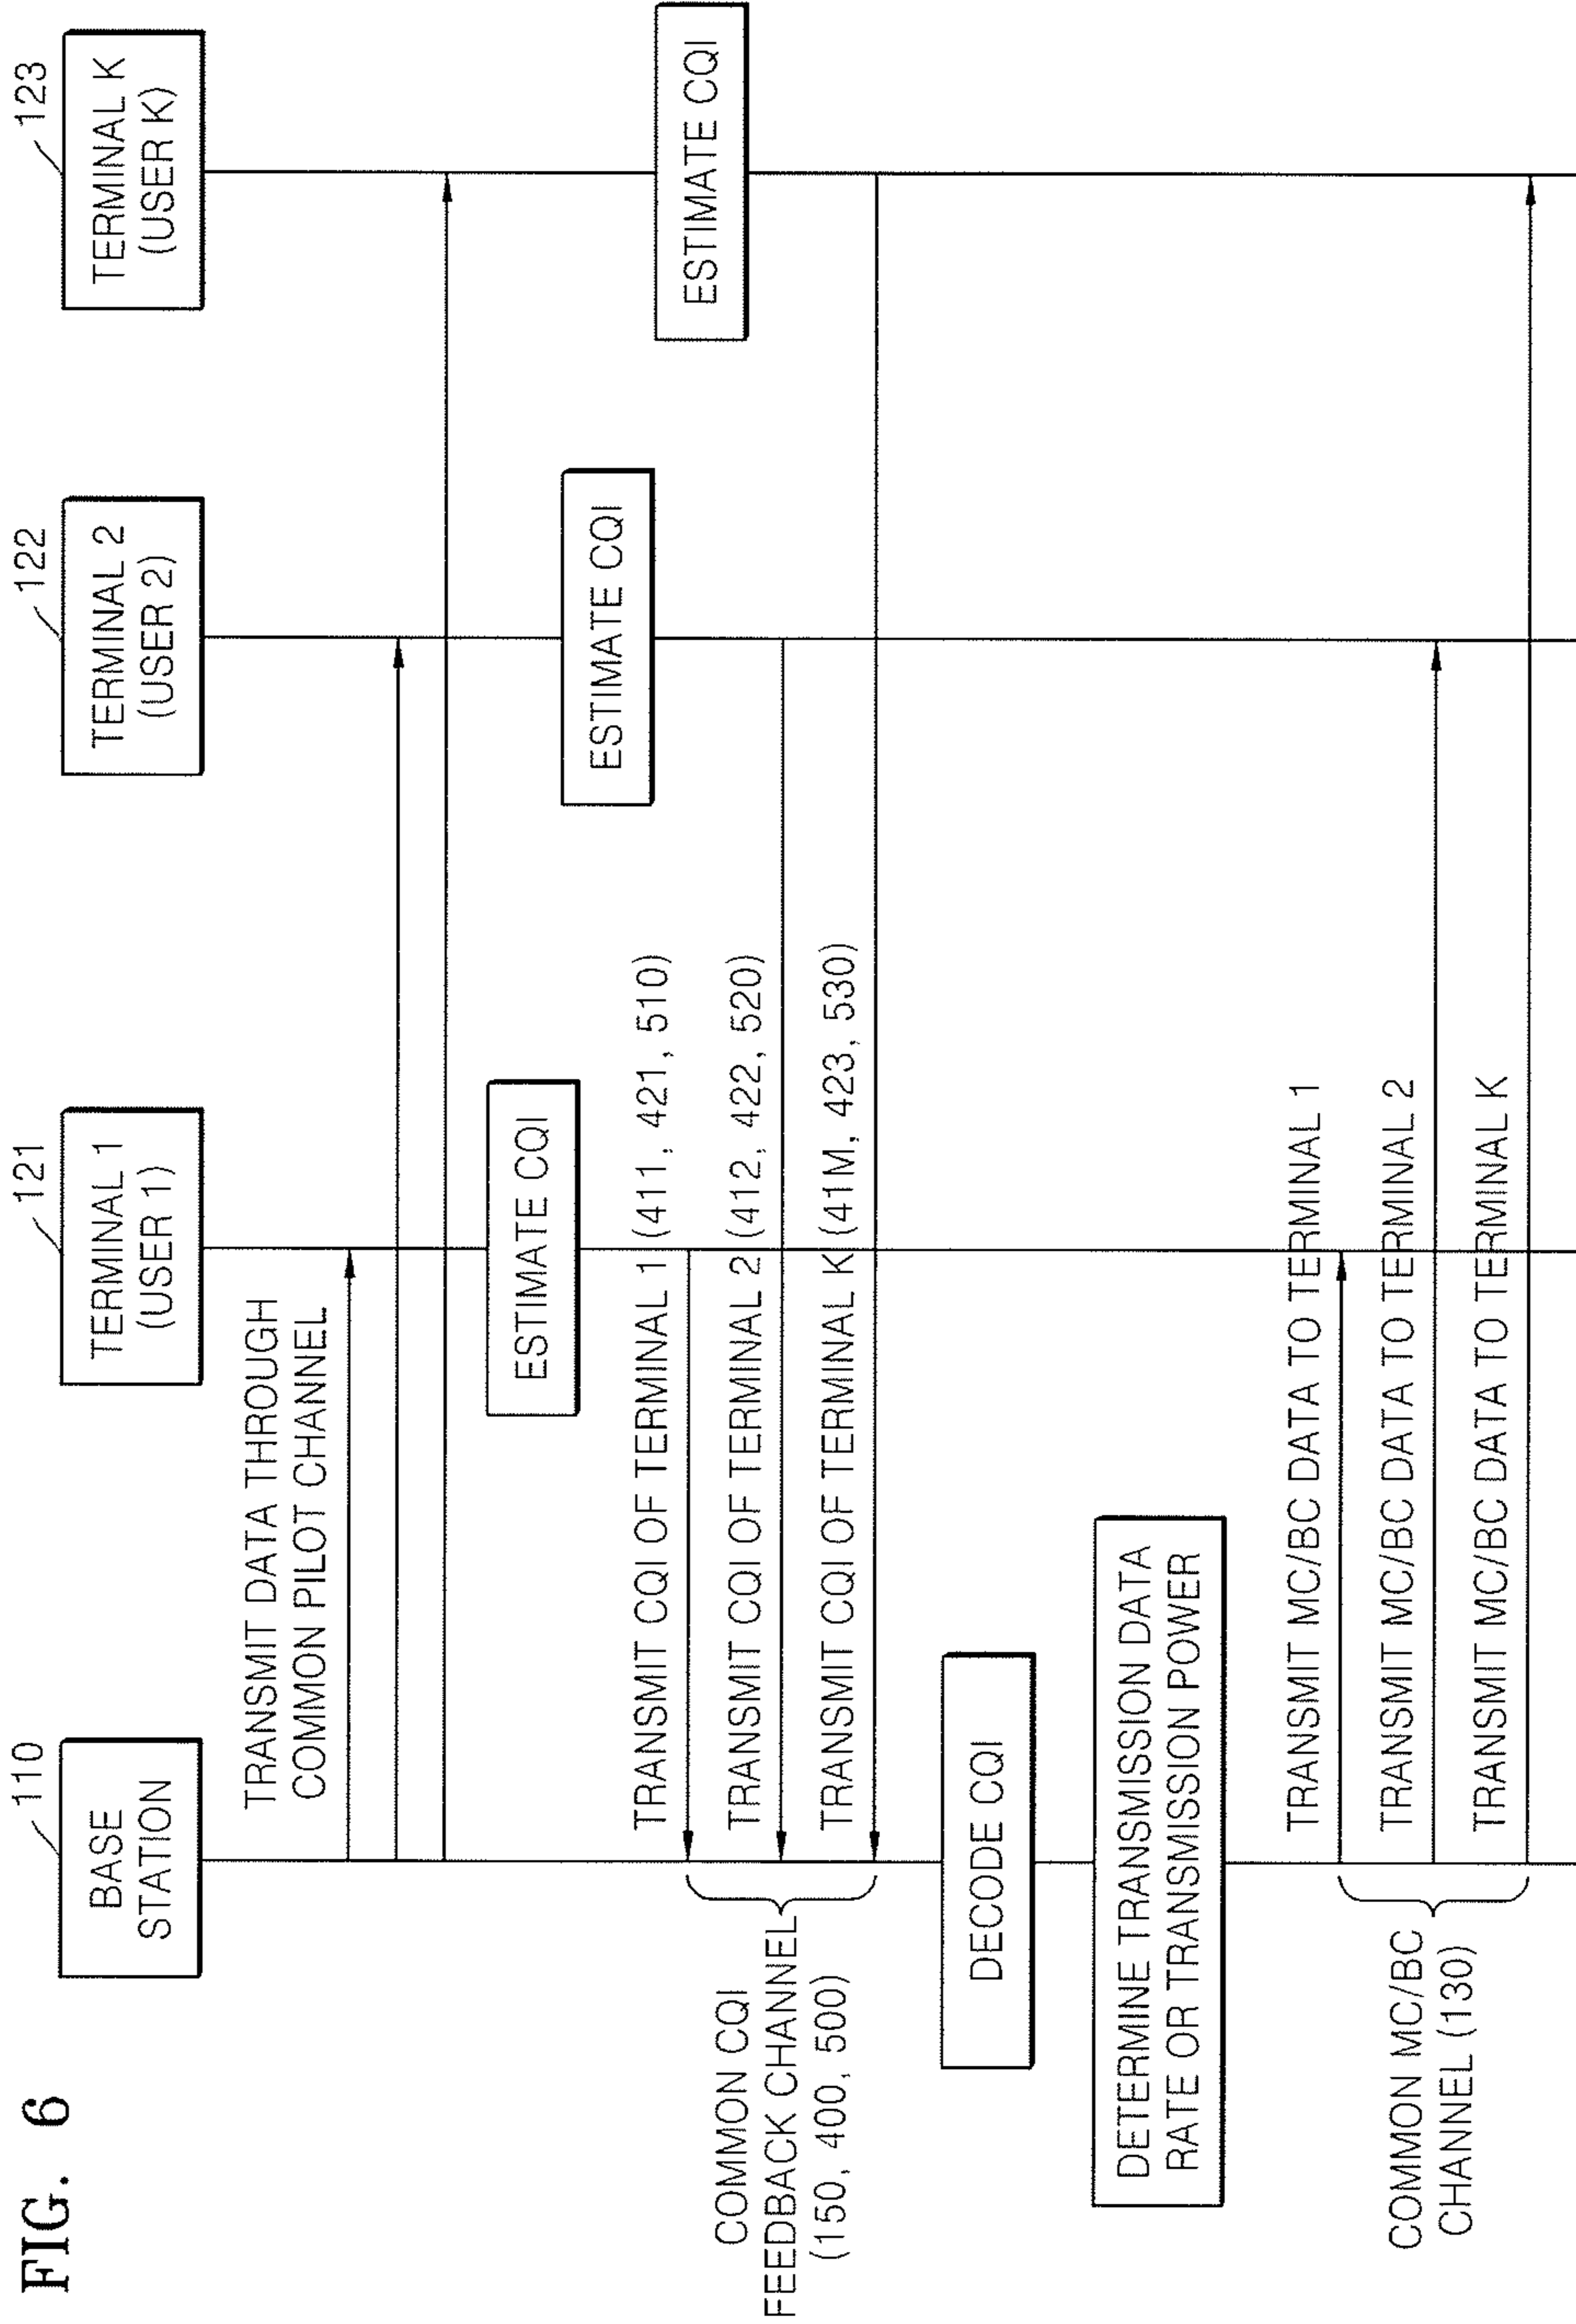 FIG. 6
110
BASE
STATION
121
TERMINAL 1
(USER 1)
122
TERMINAL 2
(USER 2)
123
TERMINAL K
(USER K)
TRANSMIT DATA THROUGH
COMMON PILOT CHANNEL
ESTIMATE CQI
ESTIMATE CQI
ESTIMATE CQI
TRANSMIT CQI OF TERMINAL 1 (411, 421, 510)
TRANSMIT CQI OF TERMINAL 2 (412, 422, 520)
TRANSMIT CQI OF TERMINAL K (41M, 423, 530)
COMMON CQI
FEEDBACK CHANNEL
(150, 400, 500)
DECODE CQI
DETERMINE TRANSMISSION DATA
RATE OR TRANSMISSION POWER
TRANSMIT MC/BC DATA TO TERMINAL 1
TRANSMIT MC/BC DATA TO TERMINAL 2
TRANSMIT MC/BC DATA TO TERMINAL K
COMMON MC/BC
CHANNEL (130)